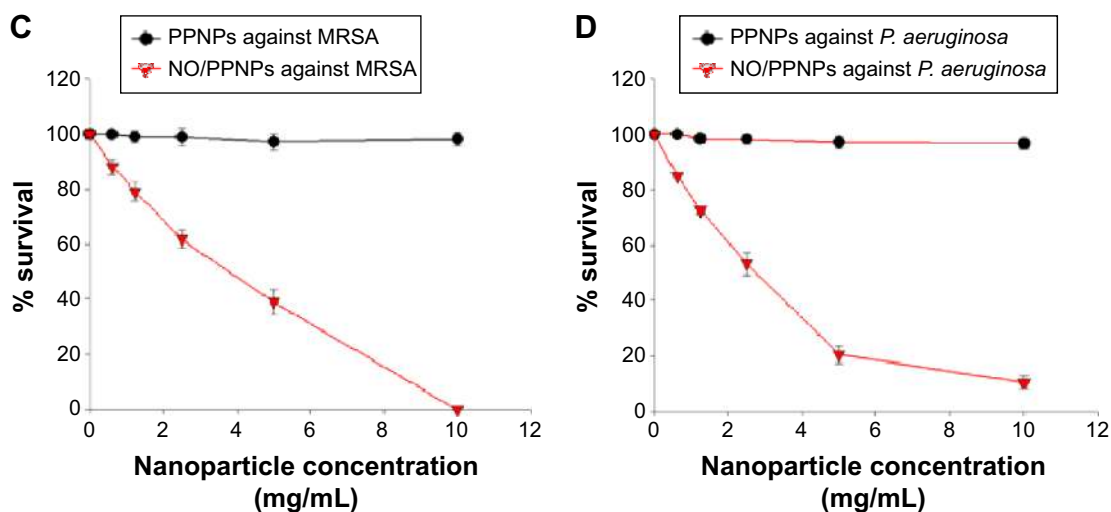 C
PPNPs against MRSA
NO/PPNPs against MRSA
120
100
80
60
40
20
0
% survival
0 2 4 6 8 10 12
Nanoparticle concentration
(mg/mL)
D
PPNPs against P. aeruginosa
NO/PPNPs against P. aeruginosa
120
100
80
60
40
20
0
% survival
0 2 4 6 8 10 12
Nanoparticle concentration
(mg/mL)